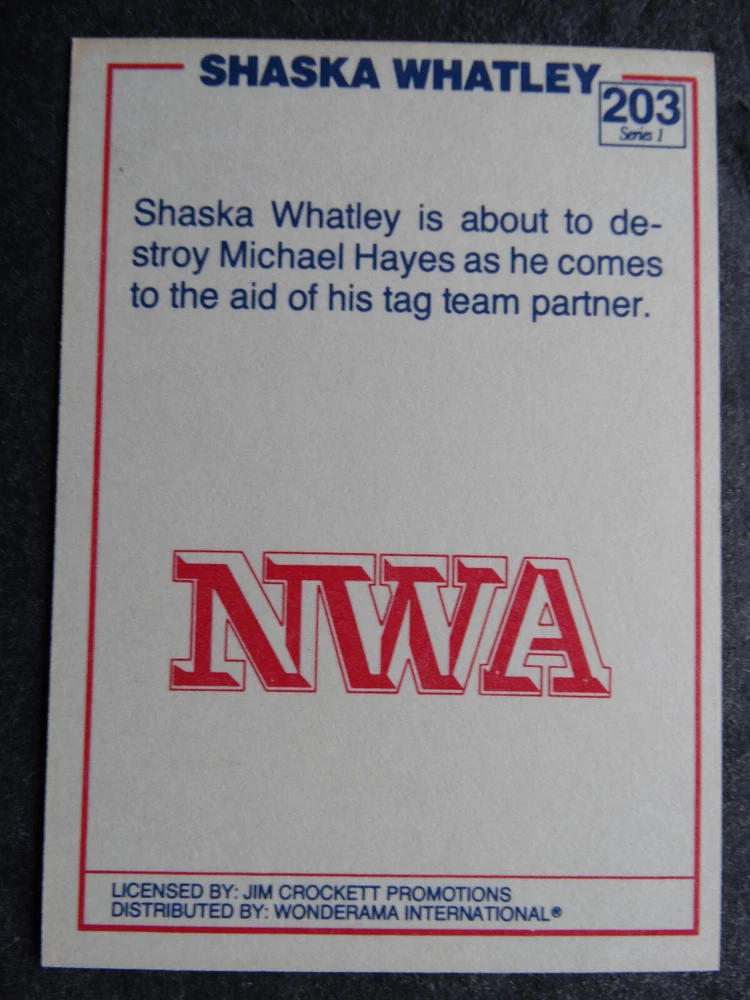 SHASKA WHATLEY
203
Series 1
Shaska Whatley is about to de-
stroy Michael Hayes as he comes
to the aid of his tag team partner.
NWA
LICENSED BY: JIM CROCKETT PROMOTIONS
DISTRIBUTED BY: WONDERAMA INTERNATIONAL®